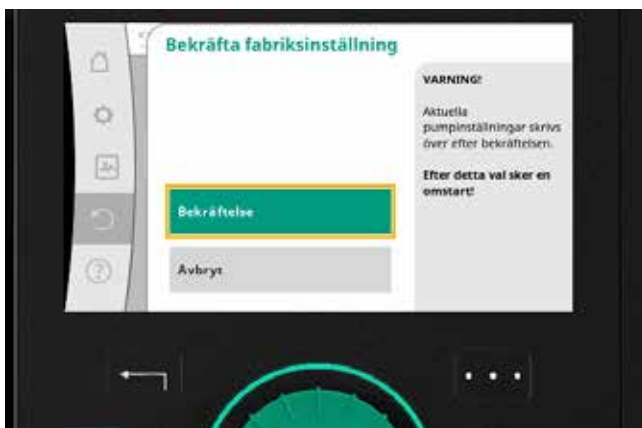 Bekräfta fabriksinställning
VARNING!
Aktuella
pumpinställningar skrivs
över efter bekräftelsen.
Efter detta val sker en
omstart!
Bekräftelse
Avbryt